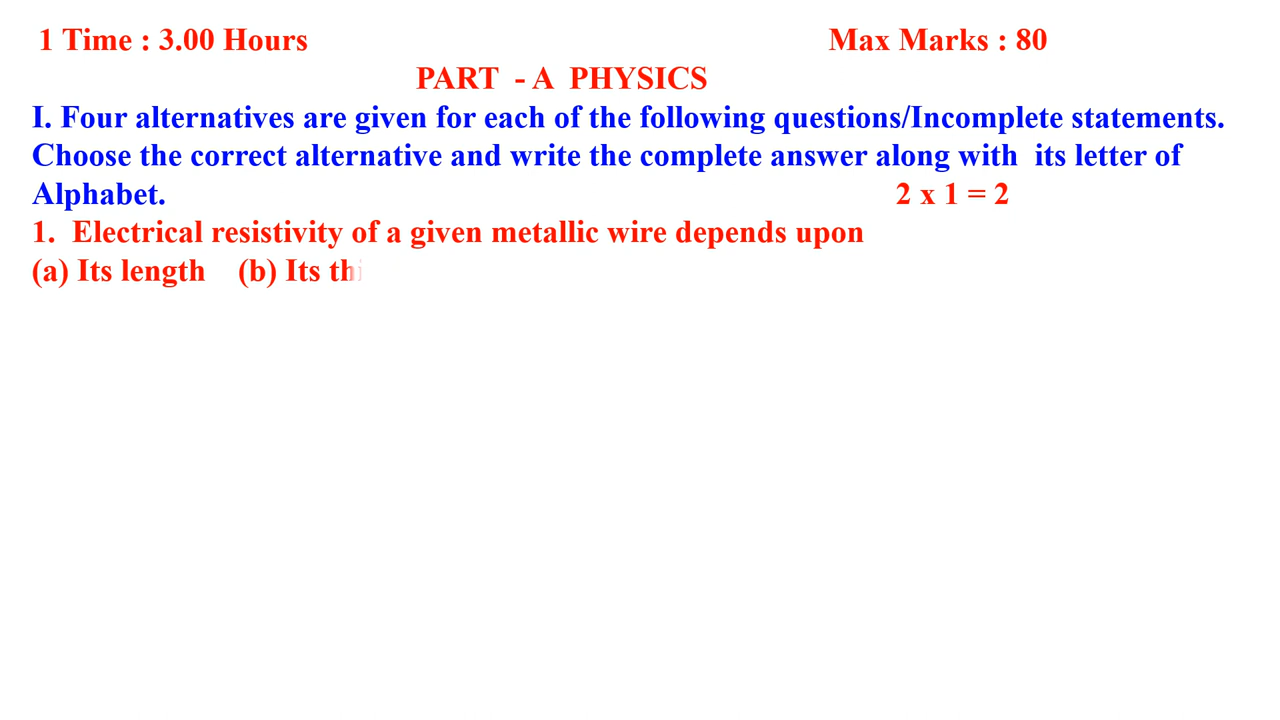 1 Time : 3.00 Hours Max Marks : 80
PART - A PHYSICS
I. Four alternatives are given for each of the following questions/Incomplete statements.
Choose the correct alternative and write the complete answer along with its letter of
Alphabet. 2 x 1 = 2
1. Electrical resistivity of a given metallic wire depends upon
(a) Its length (b) Its